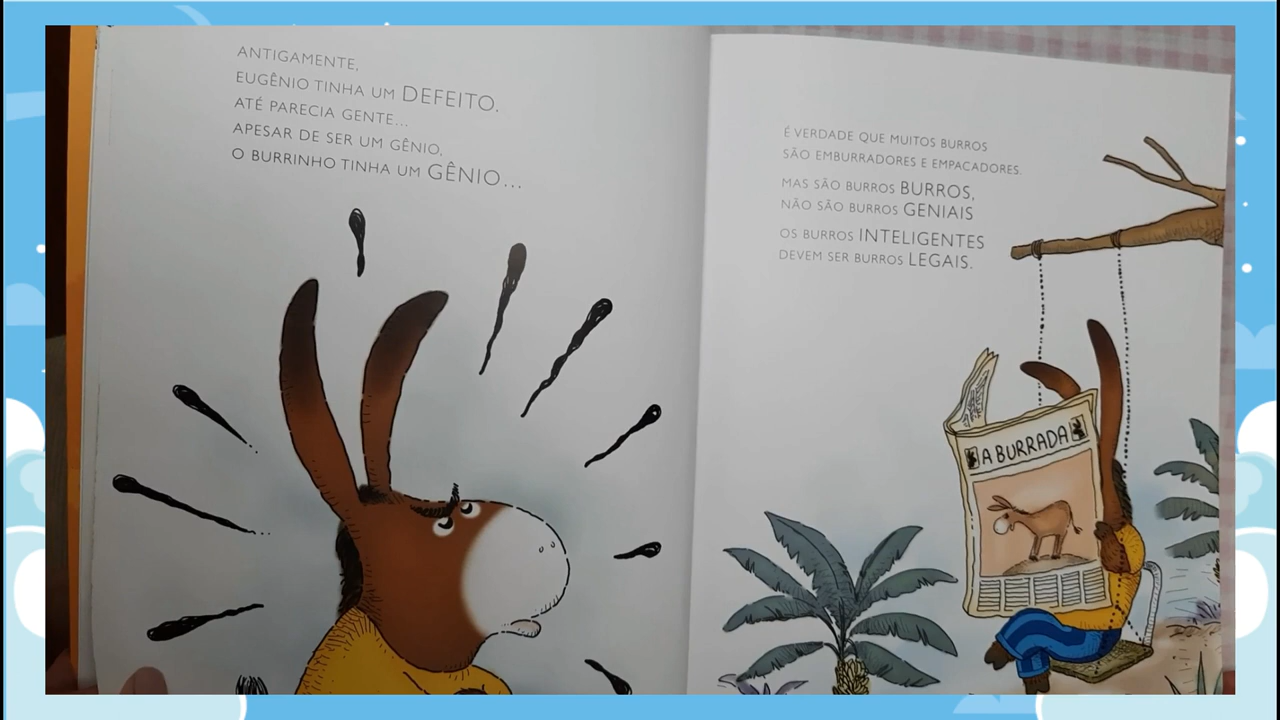 ANTIGAMENTE,
EUGÊNIO TINHA UM DEFEITO.
ATÉ PARECIA GENTE...
APESAR DE SER UM GÊNIO,
O BURRINHO TINHA UM GÊNIO...
É VERDADE QUE MUITOS BURROS
SÃO EMBURRADORES E EMPACADORES.
MAS SÃO BURROS BURROS,
NÃO SÃO BURROS GENIAIS
OS BURROS INTELIGENTES
DEVEM SER BURROS LEGAIS.
A BURRADA